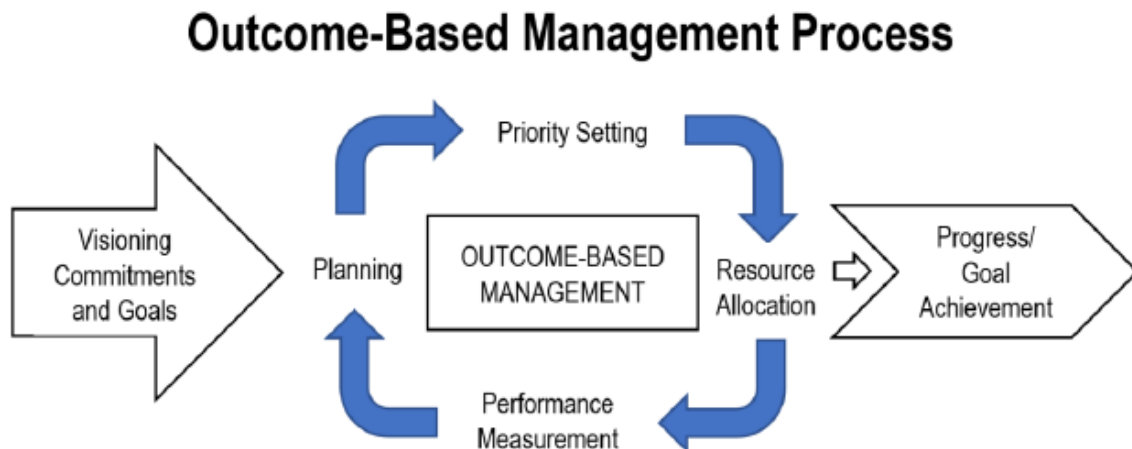 Outcome-Based Management Process
Priority Setting
Visioning
Commitments
and Goals
Planning
OUTCOME-BASED
MANAGEMENT
Resource
Allocation
Progress/
Goal
Achievement
Performance
Measurement